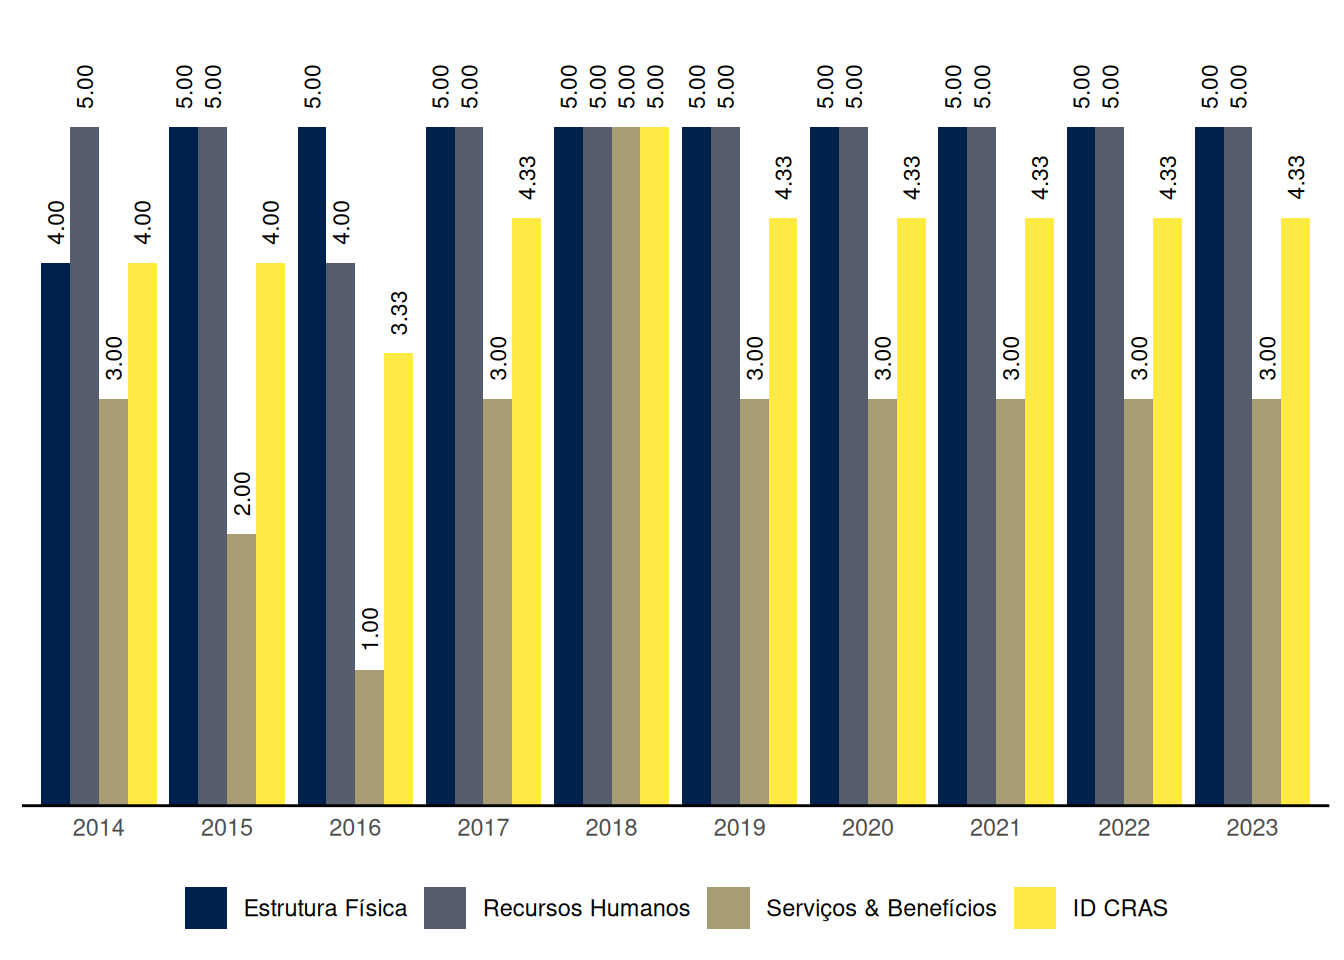 4.00 5.00 3.00 4.00 5.00 5.00 2.00 4.00 5.00 4.00 1.00 3.33 5.00 5.00 3.00 4.33 5.00 5.00 5.00 5.00 5.00 5.00 3.00 4.33 5.00 5.00 3.00 4.33 5.00 5.00 3.00 4.33 5.00 5.00 3.00 4.33 5.00 5.00 3.00 4.33
2014 2015 2016 2017 2018 2019 2020 2021 2022 2023
Estrutura Física Recursos Humanos Serviços & Benefícios ID CRAS